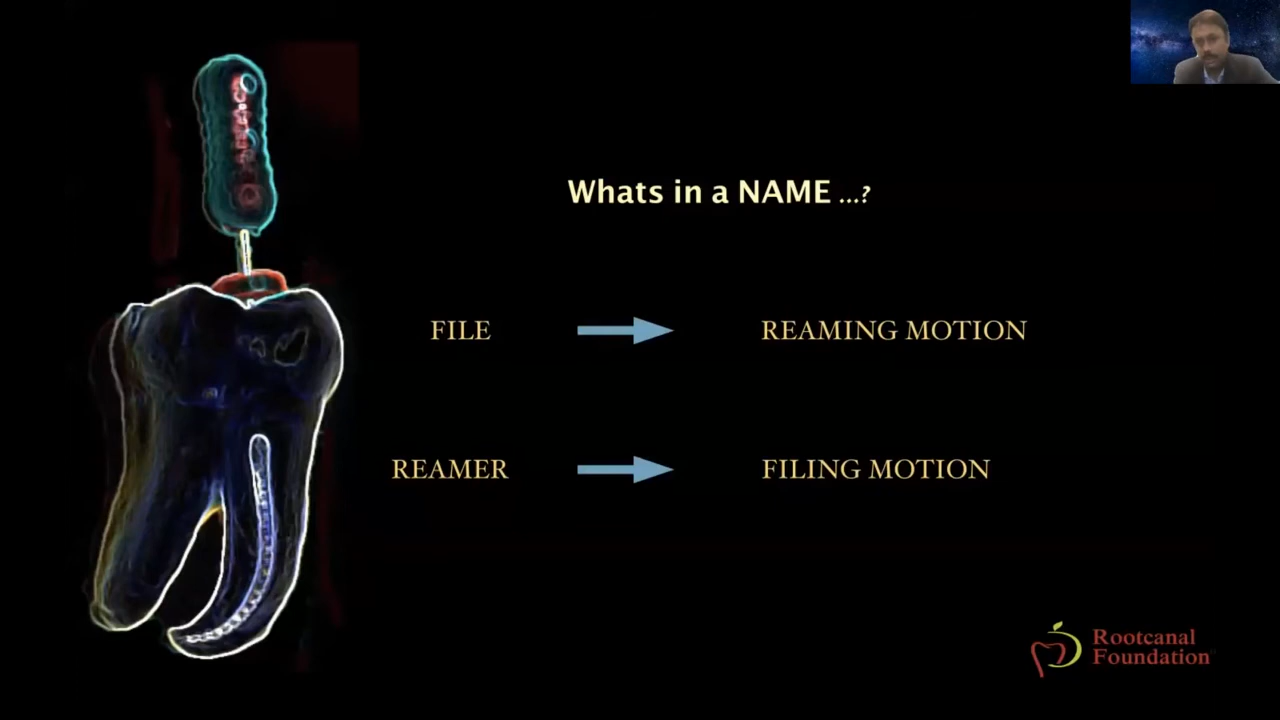 Whats in a NAME ...?
FILE REAMING MOTION
REAMER FILING MOTION
Rootcanal
Foundation